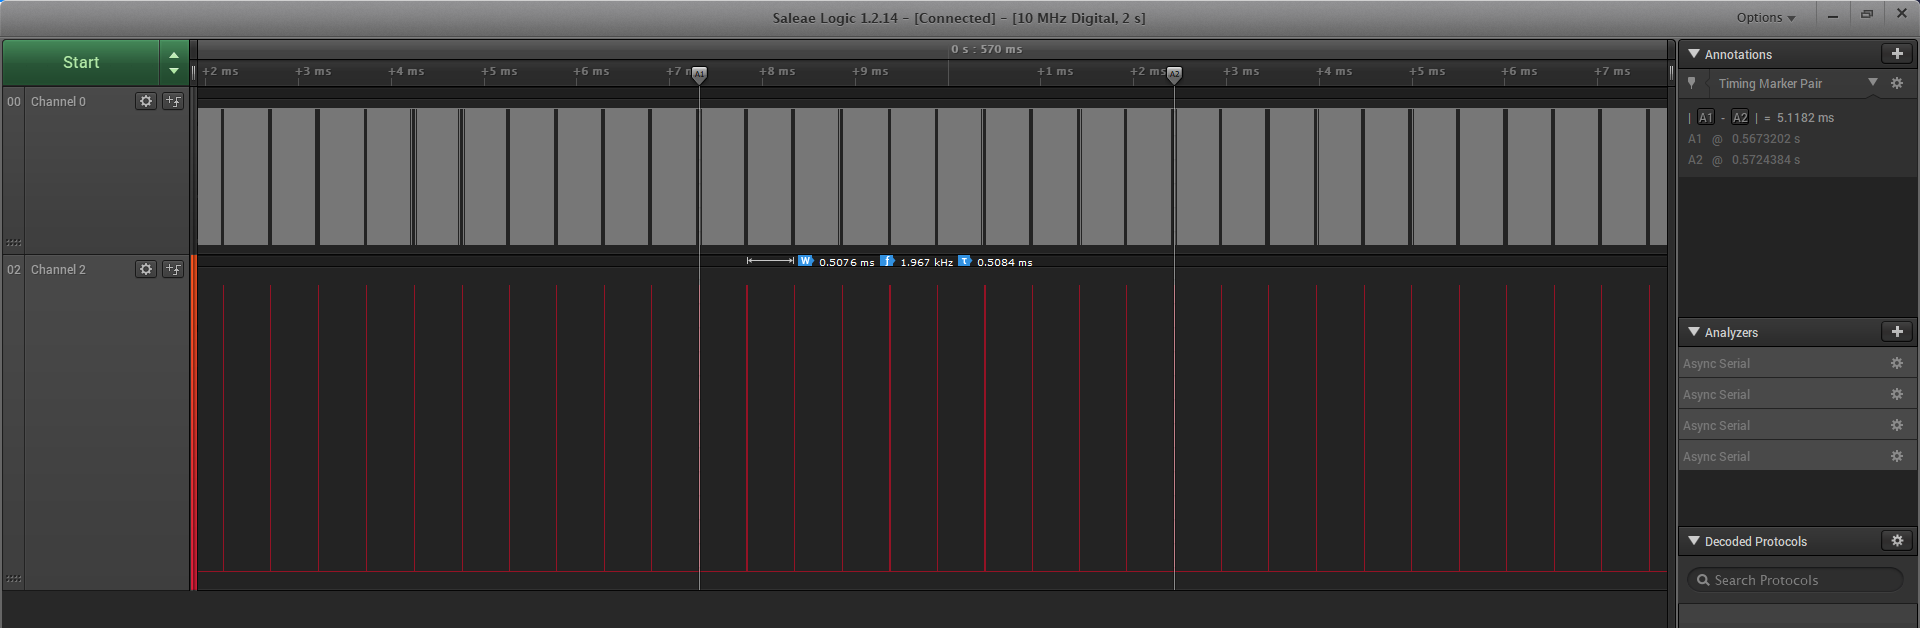 Saleae Logic 1.2.14 - [Connected] - [10 MHz Digital, 2 s]
Options
Start
0 s : 570 ms
+2 ms +3 ms +4 ms +5 ms +6 ms +7 A1 +8 ms +9 ms +1 ms +2 ms A2 +3 ms +4 ms +5 ms +6 ms +7 ms
00 Channel 0
02 Channel 2
W 0.5076 ms f 1.967 kHz T 0.5084 ms
Annotations
Timing Marker Pair
| A1 - A2 | = 5.1182 ms
A1 @ 0.5673202 s
A2 @ 0.5724384 s
Analyzers
Async Serial
Async Serial
Async Serial
Async Serial
Decoded Protocols
Search Protocols